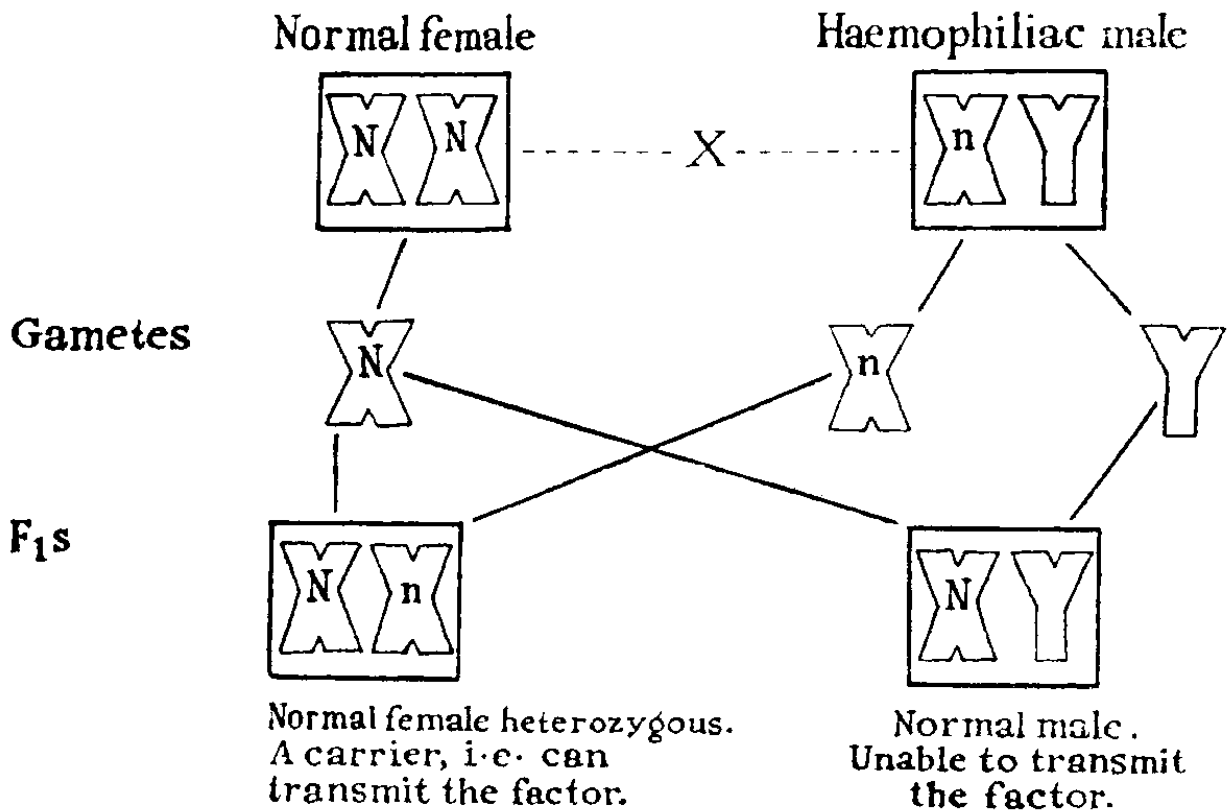 Normal female
Haemophiliac male
N N X n Y
Gametes
N n Y
F₁s
N n N Y
Normal female heterozygous.
A carrier, i.e. can
transmit the factor.
Normal male.
Unable to transmit
the factor.